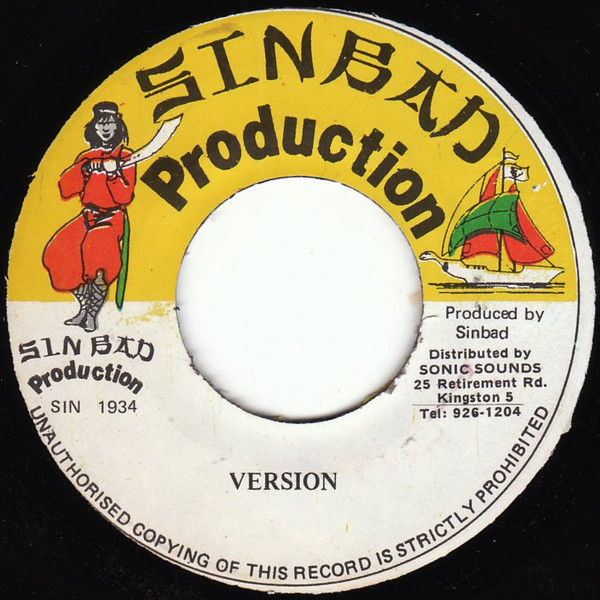 SINBAD
Production
Produced by
Sinbad
Distributed by
SONIC SOUNDS
25 Retirement Rd.
Kingston 5
Tel: 926-1204
SINBAD
Production
SIN 1934
VERSION
UNAUTHORISED COPYING OF THIS RECORD IS STRICTLY PROHIBITED